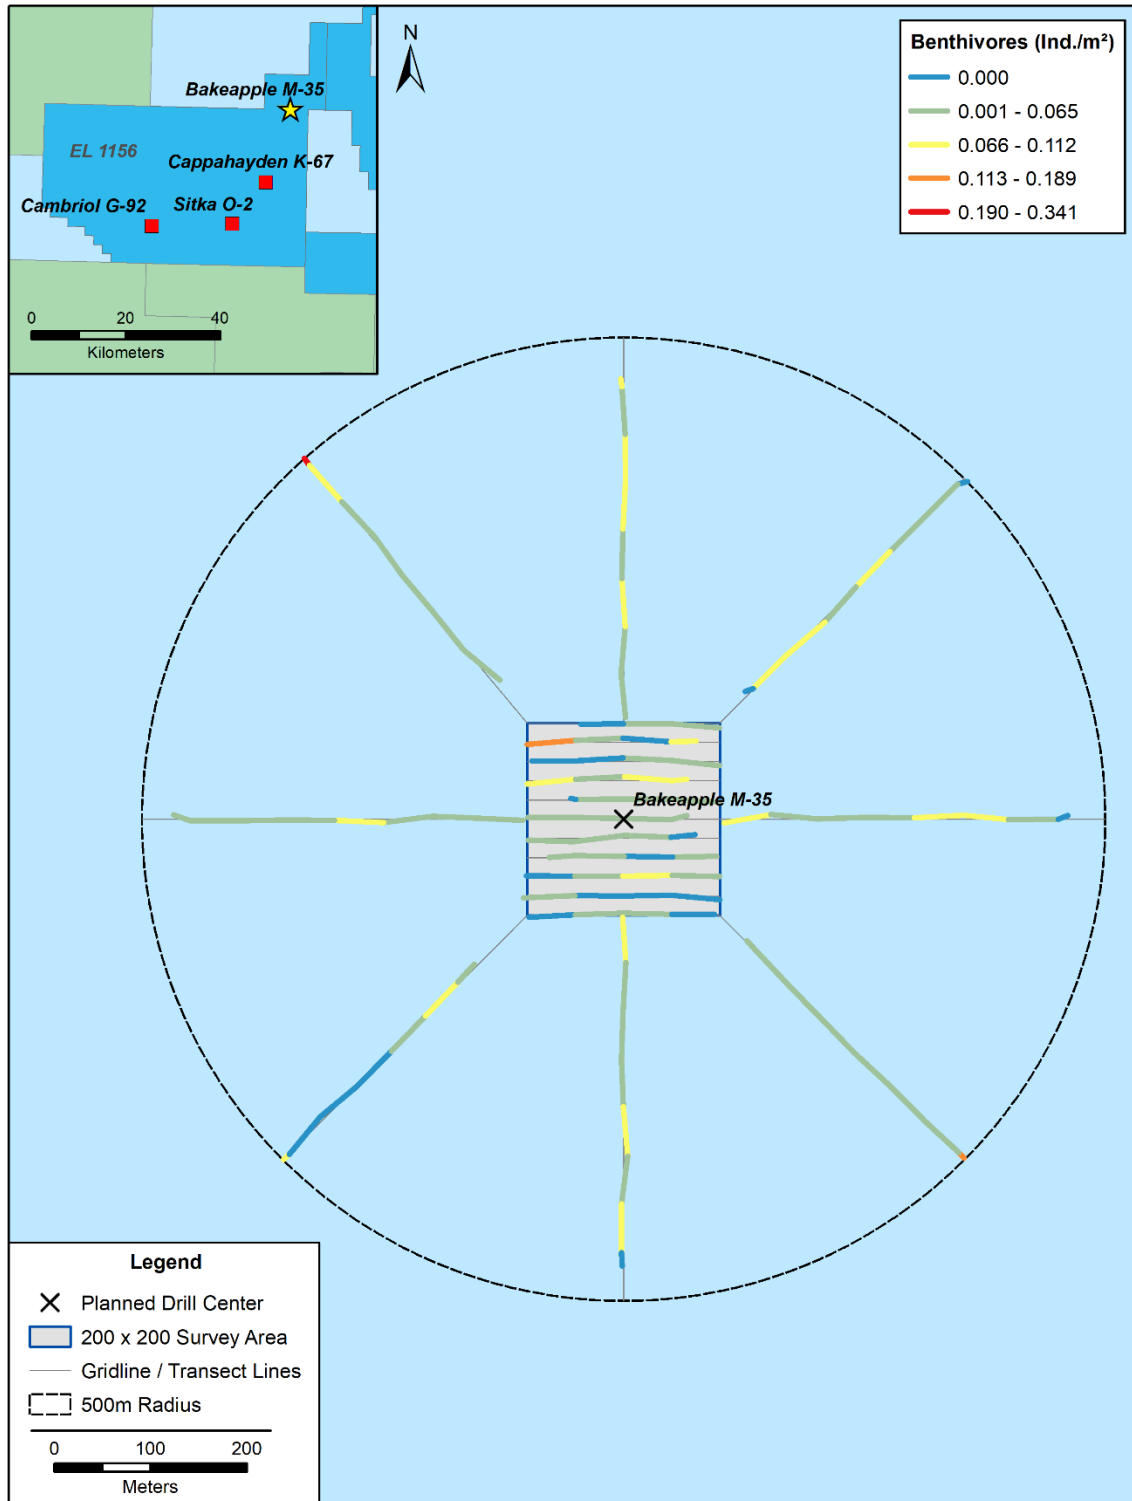 Bakeapple M-35
EL 1156
Cappahayden K-67
Cambriol G-92
Sitka O-2
0 20 40
Kilometers
N
Benthivores (Ind./m²)
0.000
0.001 - 0.065
0.066 - 0.112
0.113 - 0.189
0.190 - 0.341
Bakeapple M-35
Legend
Planned Drill Center
200 x 200 Survey Area
Gridline / Transect Lines
500m Radius
0 100 200
Meters